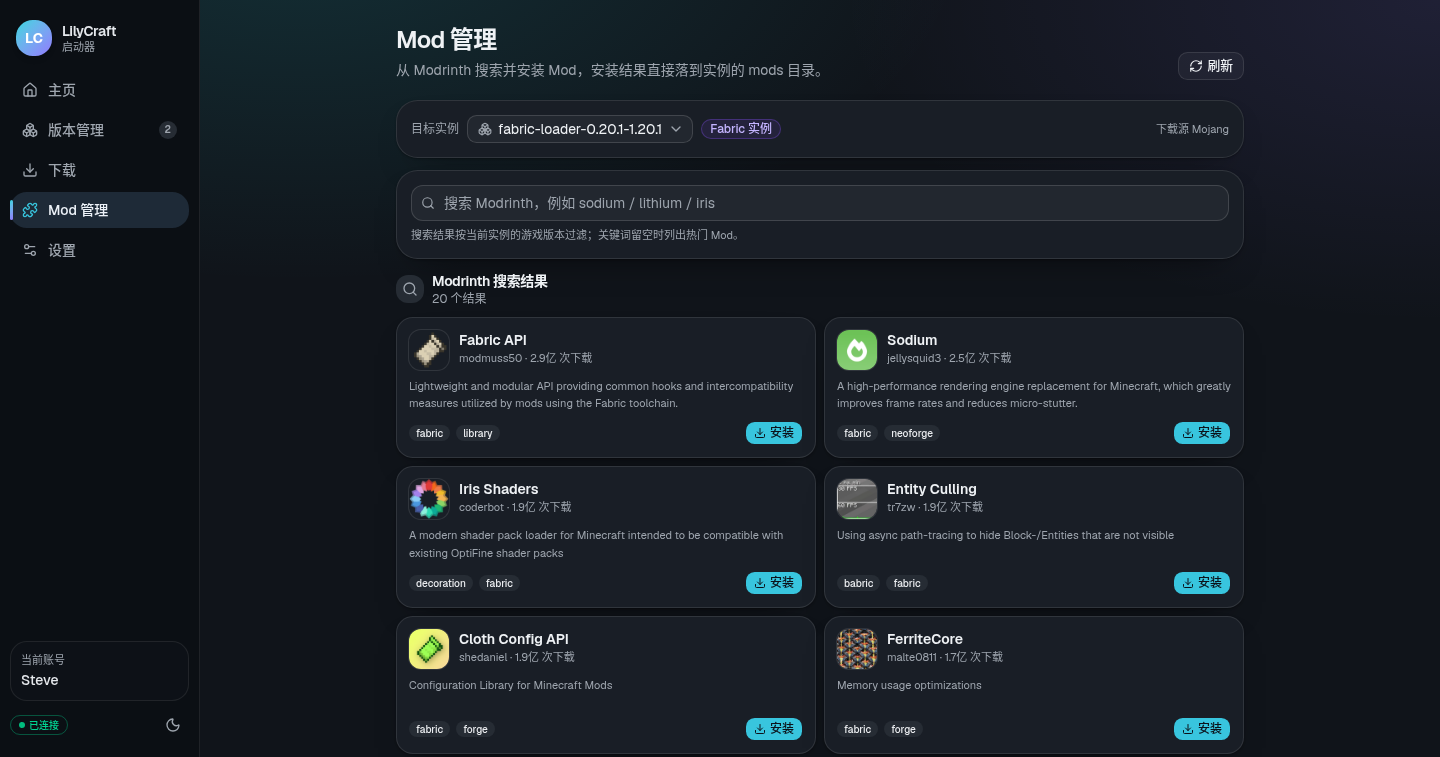 LC
LilyCraft
启动器
主页
版本管理
2
下载
Mod 管理
设置
当前账号
Steve
已连接
Mod 管理
从 Modrinth 搜索并安装 Mod，安装结果直接落到实例的 mods 目录。
刷新
目标实例
fabric-loader-0.20.1-1.20.1
Fabric 实例
下载源 Mojang
搜索 Modrinth，例如 sodium / lithium / iris
搜索结果按当前实例的游戏版本过滤；关键词留空时列出热门 Mod。
Modrinth 搜索结果
20 个结果
Fabric API
modmuss50 · 2.9亿 次下载
Lightweight and modular API providing common hooks and intercompatibility
measures utilized by mods using the Fabric toolchain.
fabric library
安装
Sodium
jellysquid3 · 2.5亿 次下载
A high-performance rendering engine replacement for Minecraft, which greatly
improves frame rates and reduces micro-stutter.
fabric neoforge
安装
Iris Shaders
coderbot · 1.9亿 次下载
A modern shader pack loader for Minecraft intended to be compatible with
existing OptiFine shader packs
decoration fabric
安装
Entity Culling
tr7zw · 1.9亿 次下载
Using async path-tracing to hide Block-/Entities that are not visible
babric fabric
安装
Cloth Config API
shedaniel · 1.9亿 次下载
Configuration Library for Minecraft Mods
fabric forge
安装
FerriteCore
malte0811 · 1.7亿 次下载
Memory usage optimizations
fabric forge
安装